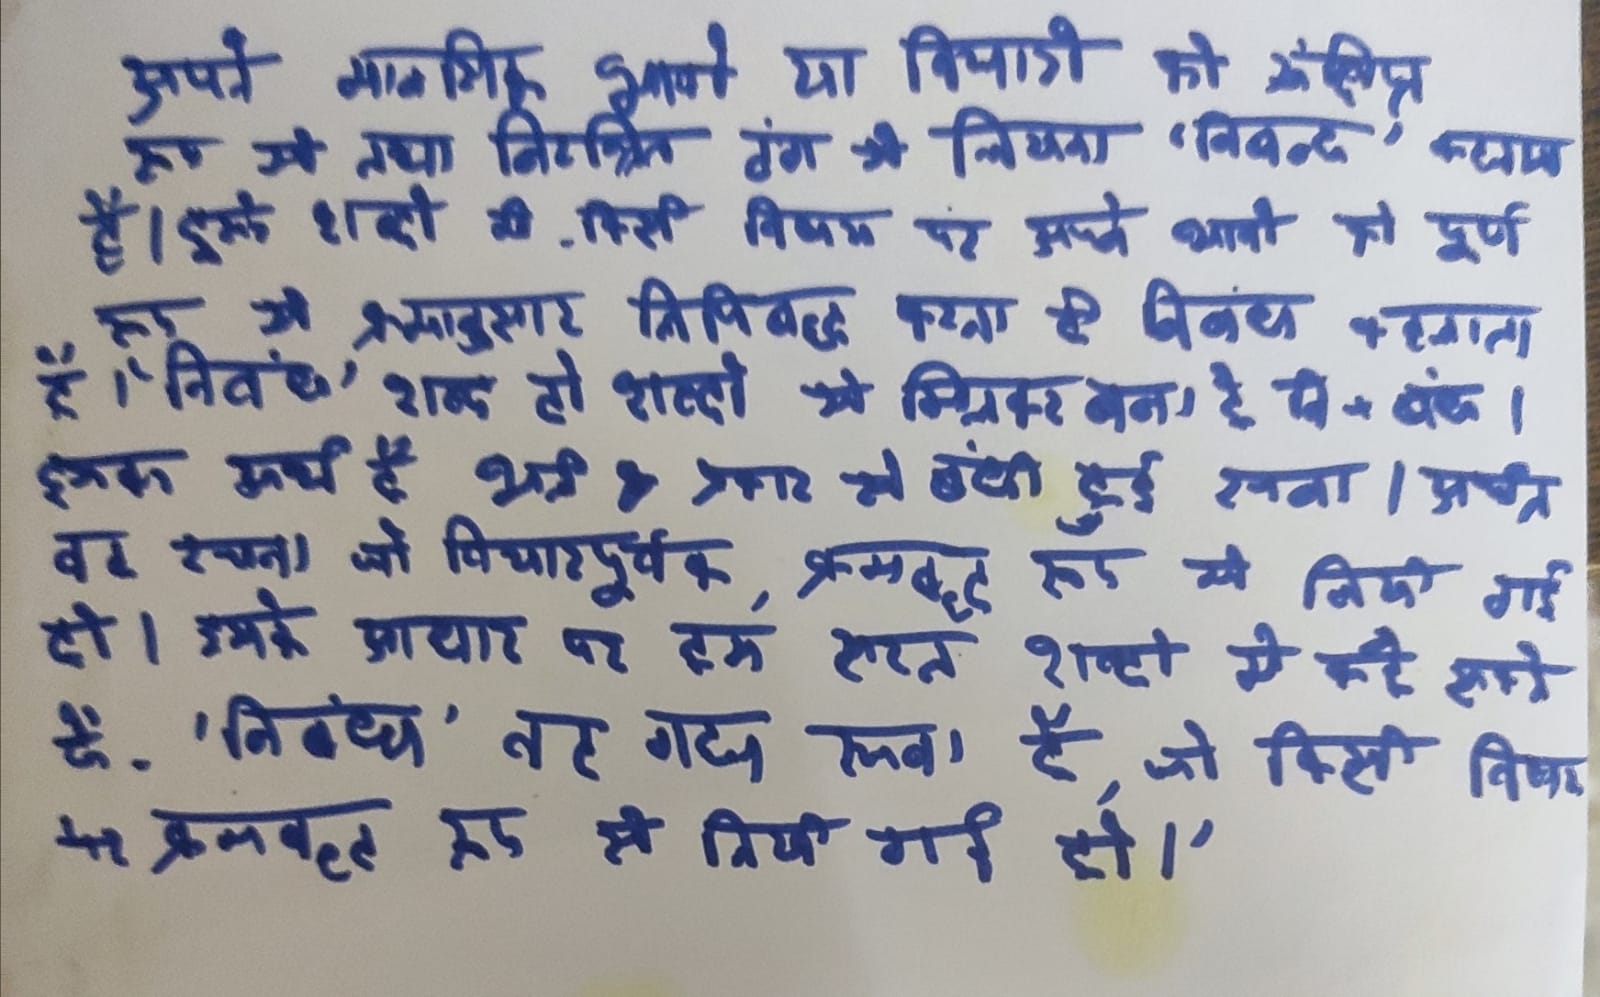 अपने मानसिक भावों या विचारों को संक्षिप्त
रूप से तथा नियंत्रित ढंग से लिखना 'निबन्ध' कहलाता
है। दूसरे शब्दों में किसी विषय पर अपने भावों को पूर्ण
रूप से क्रमानुसार लिपिबद्ध करना ही निबंध कहलाता
है। 'निबंध' शब्द दो शब्दों से मिलकर बना है नि + बंध।
इसका अर्थ है भली प्रकार से बंधी हुई रचना। अर्थात
वह रचना जो विचारपूर्वक, क्रमबद्ध रूप से लिखी गई
हो। इसके आधार पर हम सरल शब्दों में कह सकते
हैं. 'निबंध' वह गद्य रचना है, जो किसी विषय
पर क्रमबद्ध रूप से लिखी गई हो।'